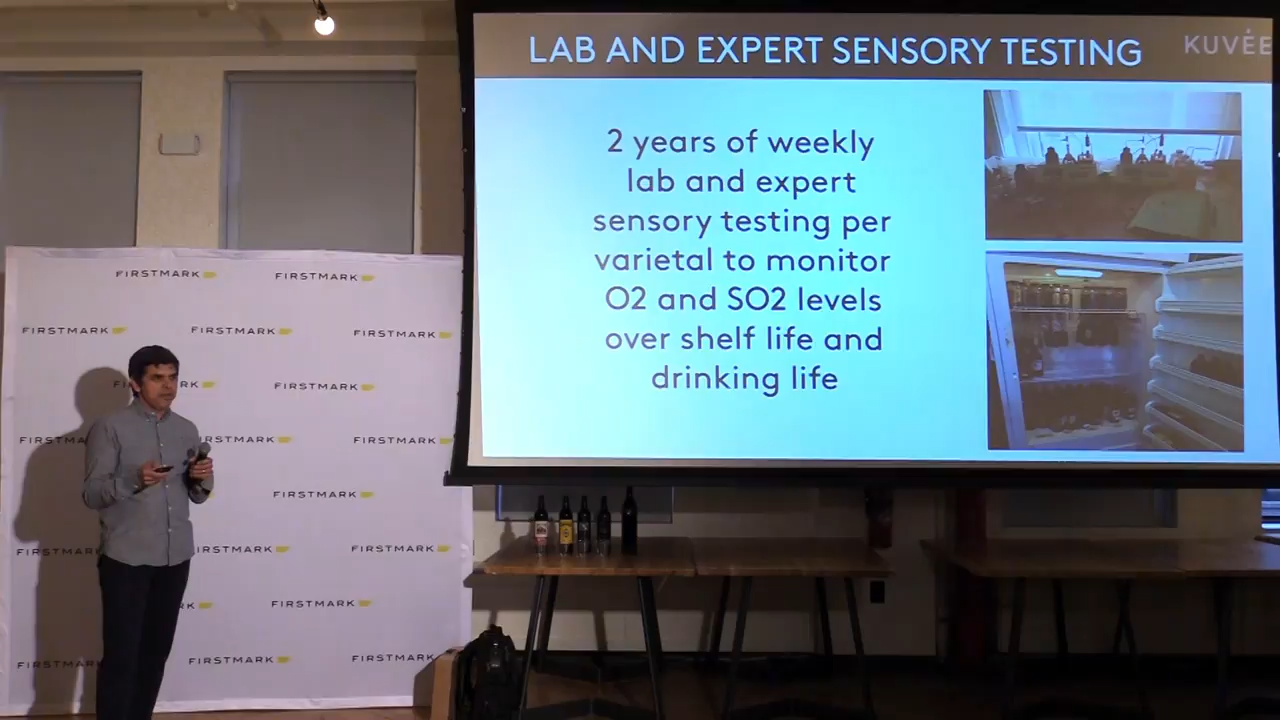 LAB AND EXPERT SENSORY TESTING
KUVÉE
2 years of weekly
lab and expert
sensory testing per
varietal to monitor
O2 and SO2 levels
over shelf life and
drinking life
FIRSTMARK FIRSTMARK
FIRSTMARK FIRSTMARK FIRSTMARK
FIRSTMARK
FIRSTMARK FIRSTMARK
FIRSTMARK
FIRSTMARK FIRSTMARK
FIRSTMARK
FIRSTMARK FIRSTMARK